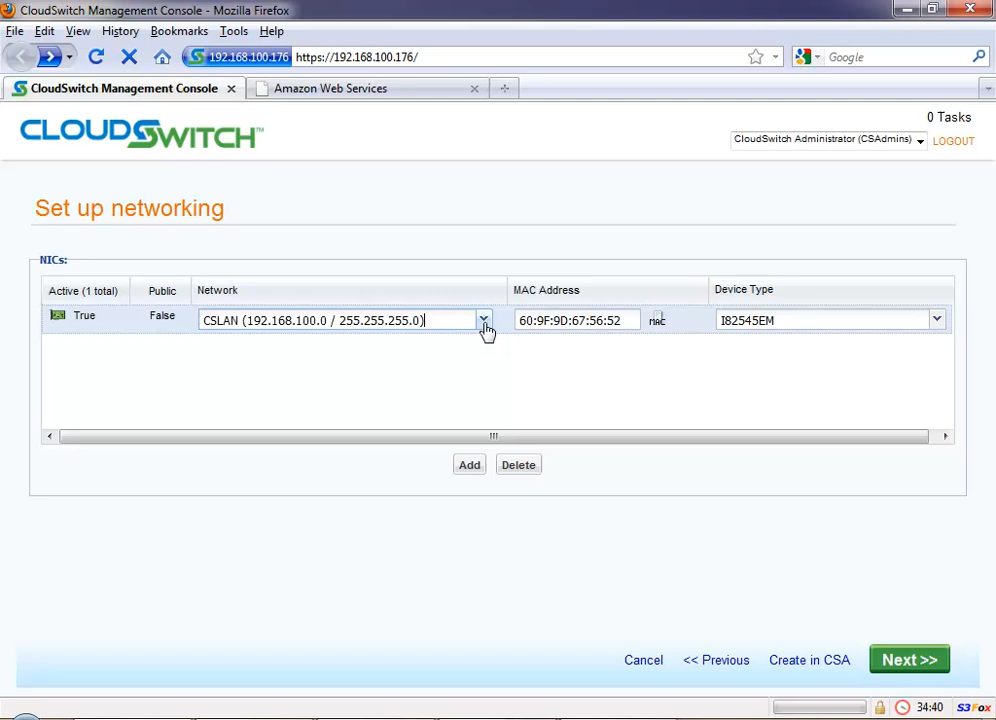 CloudSwitch Management Console - Mozilla Firefox
File Edit View History Bookmarks Tools Help
192.168.100.176 https://192.168.100.176/ Google
CloudSwitch Management Console Amazon Web Services
0 Tasks
CLOUDSWITCH™
CloudSwitch Administrator (CSAdmins) LOGOUT
Set up networking
NICs:
Active (1 total) Public Network MAC Address Device Type
True False CSLAN (192.168.100.0 / 255.255.255.0) 60:9F:9D:67:56:52 MAC I82545EM
Add Delete
Cancel << Previous Create in CSA Next >>
34:40 S3Fox